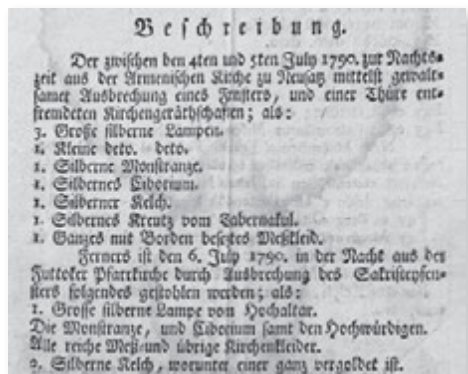 Beschreibung.
Der zwischen den 4ten und 5ten July 1790. zur Nachts-
zeit aus der Armenischen Kirche zu Neusatz mittelst gewalt-
samer Ausbrechung eines Fensters, und einer Thüre ent-
fremdeten Kirchengeräthschaften; als:
3. Große silberne Lampen.
1. Kleine deto. deto.
1. Silberne Monstranze.
1. Silbernes Ciborium.
1. Silberner Kelch.
1. Silbernes Kreutz vom Tabernakul.
1. Ganzes mit Borden beseztes Meßkleid.
Ferners ist den 6. July 1790. in der Nacht aus der
Futtoker Pfarrkirche durch Ausbrechung des Sakristeyfen-
sters folgendes gestohlen werden; als:
1. Grosse silberne Lampe von Hochaltar.
Die Monstranze, und Ciborium samt den Hochwürdigen.
Alle reiche Meß-und übrige Kirchenkleider.
2. Silberne Kelch, worunter einer ganz vergoldet ist.